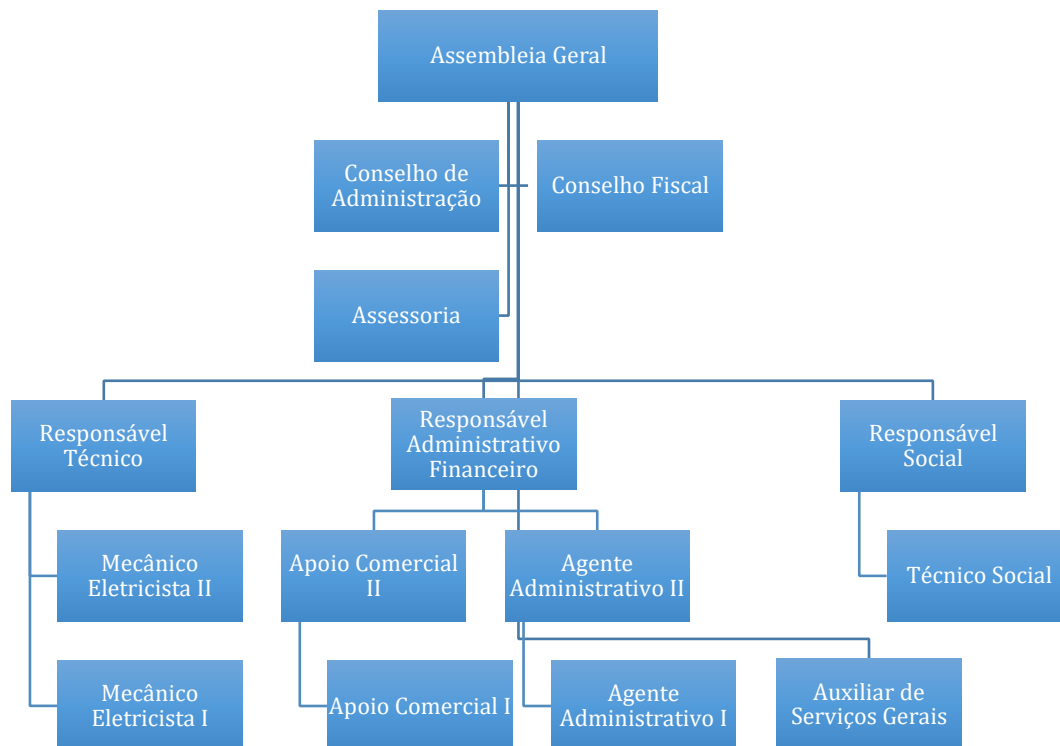 Assembleia Geral
Conselho de
Administração
Conselho Fiscal
Assessoria
Responsável
Técnico
Responsável
Administrativo
Financeiro
Responsável
Social
Mecânico
Eletricista II
Apoio Comercial
II
Agente
Administrativo II
Técnico Social
Mecânico
Eletricista I
Apoio Comercial I
Agente
Administrativo I
Auxiliar de
Serviços Gerais